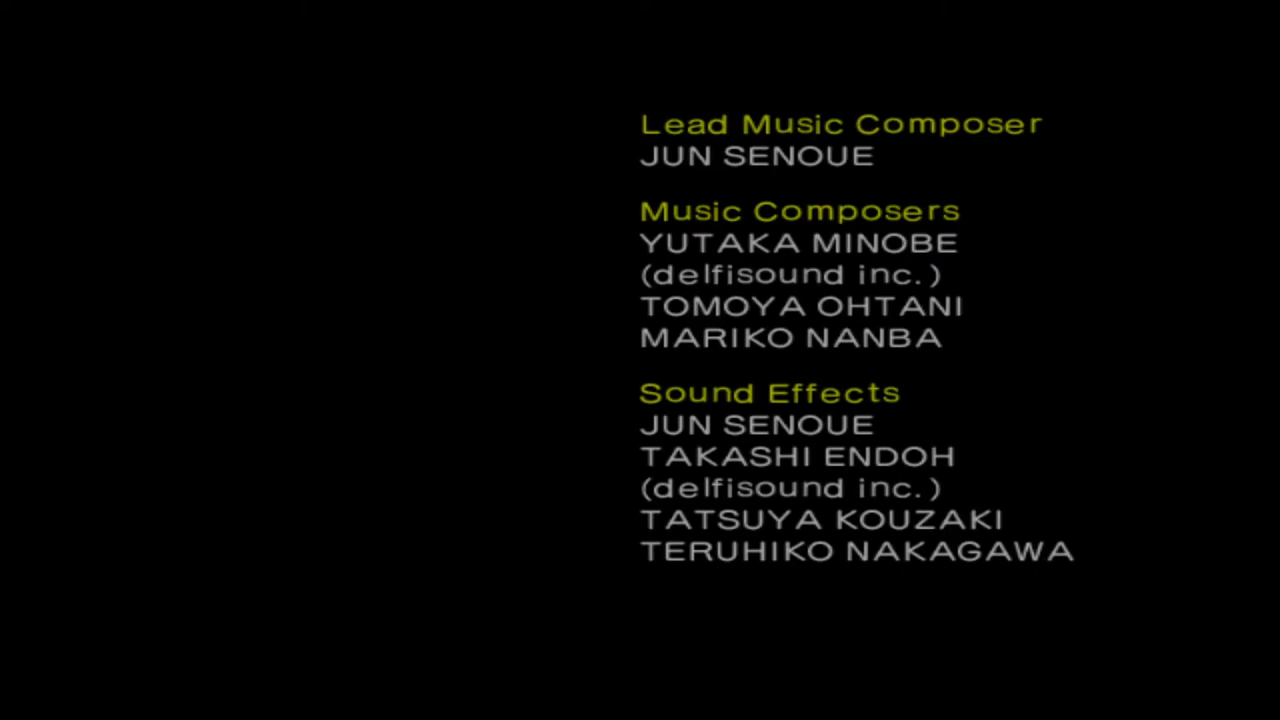 Lead Music Composer
JUN SENOUE
Music Composers
YUTAKA MINOBE
(delfisound inc.)
TOMOYA OHTANI
MARIKO NANBA
Sound Effects
JUN SENOUE
TAKASHI ENDOH
(delfisound inc.)
TATSUYA KOUZAKI
TERUHIKO NAKAGAWA